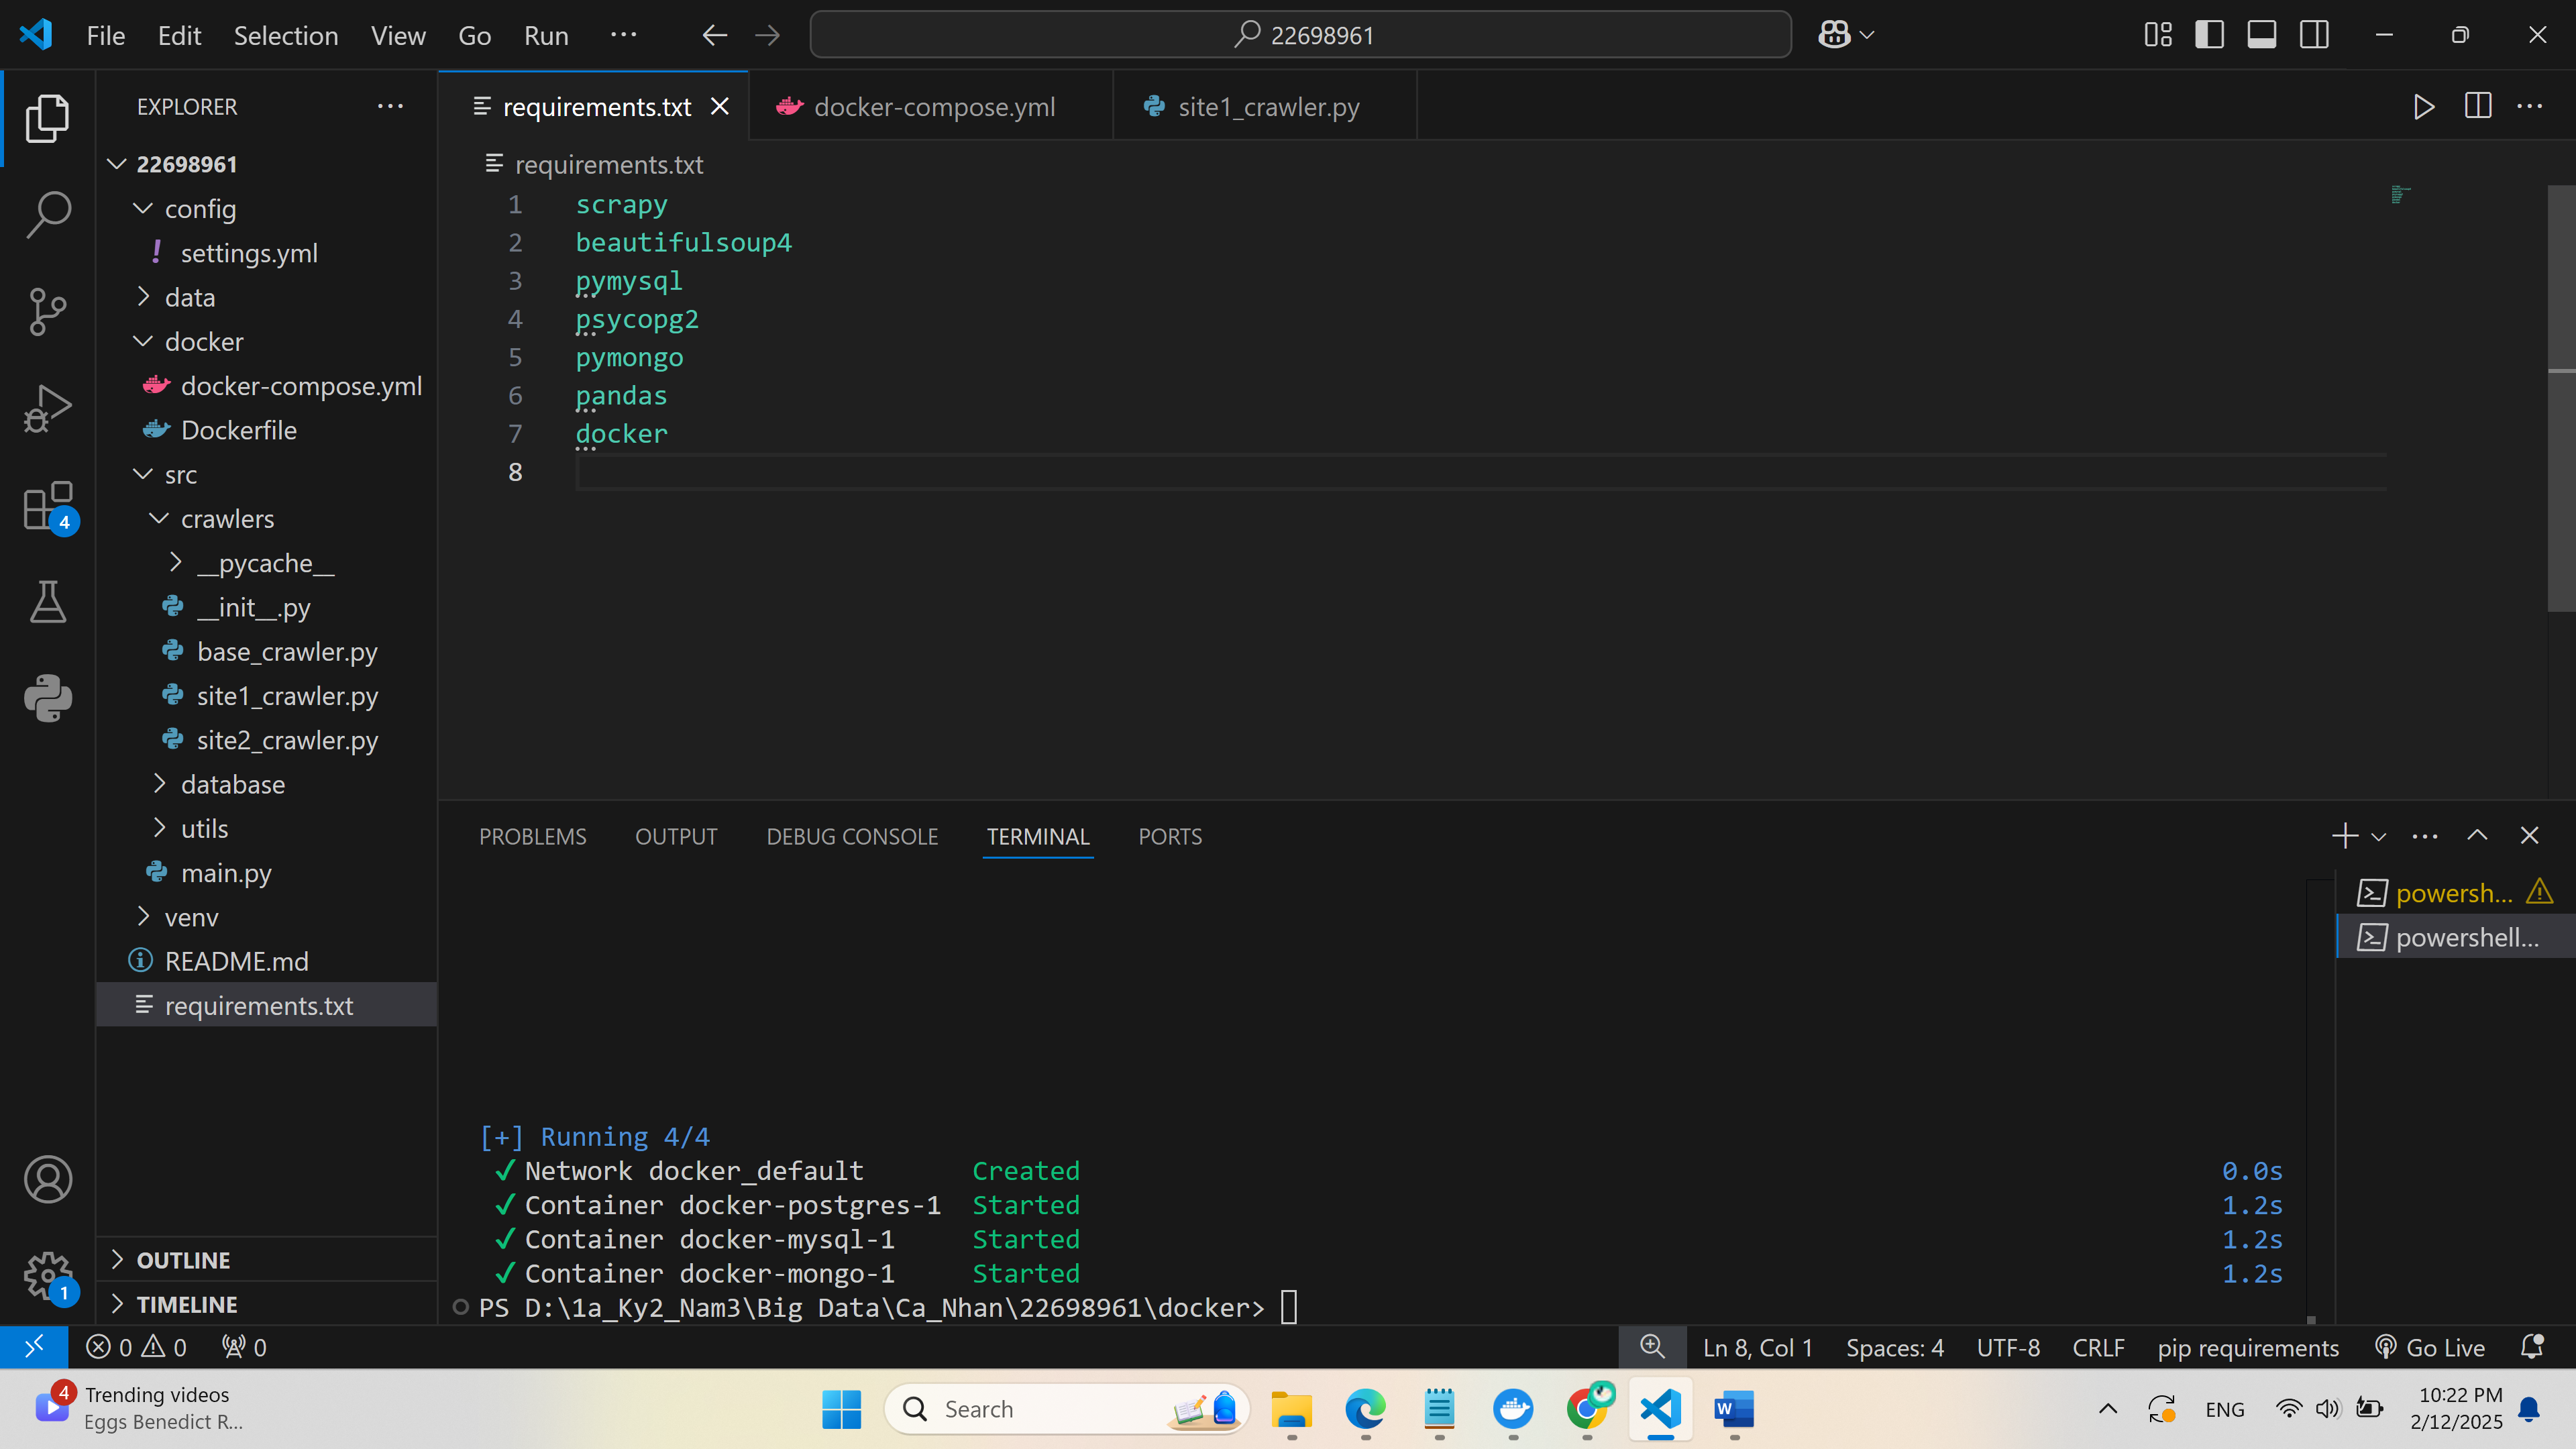 File Edit Selection View Go Run ··· 22698961
EXPLORER ···
22698961
config
settings.yml
data
docker
docker-compose.yml
Dockerfile
src
crawlers
__pycache__
__init__.py
base_crawler.py
site1_crawler.py
site2_crawler.py
database
utils
main.py
venv
README.md
requirements.txt
OUTLINE
TIMELINE
4
1
requirements.txt docker-compose.yml site1_crawler.py
requirements.txt
1 scrapy
2 beautifulsoup4
3 pymysql
4 psycopg2
5 pymongo
6 pandas
7 docker
8
PROBLEMS OUTPUT DEBUG CONSOLE TERMINAL PORTS
powersh...
powershell...
[+] Running 4/4
✓ Network docker_default Created 0.0s
✓ Container docker-postgres-1 Started 1.2s
✓ Container docker-mysql-1 Started 1.2s
✓ Container docker-mongo-1 Started 1.2s
PS D:\1a_Ky2_Nam3\Big Data\Ca_Nhan\22698961\docker>
0 0 0 Ln 8, Col 1 Spaces: 4 UTF-8 CRLF pip requirements Go Live
4
Trending videos
Eggs Benedict R...
Search
W
ENG
10:22 PM
2/12/2025